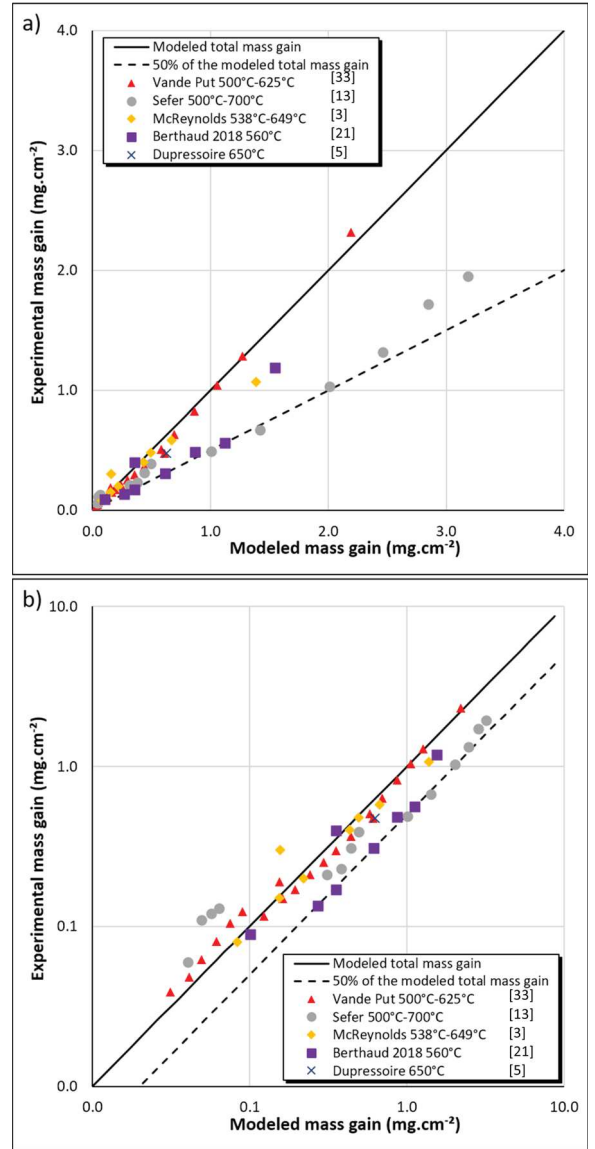 a)
4.0
Modeled total mass gain
50% of the modeled total mass gain
Vande Put 500°C-625°C [33]
Sefer 500°C-700°C [13]
McReynolds 538°C-649°C [3]
Berthaud 2018 560°C [21]
Dupressoire 650°C [5]
3.0
2.0
1.0
0.0
Experimental mass gain (mg.cm⁻²)
0.0 1.0 2.0 3.0 4.0
Modeled mass gain (mg.cm⁻²)
b)
10.0
1.0
0.1
0.0
Experimental mass gain (mg.cm⁻²)
Modeled total mass gain
50% of the modeled total mass gain
Vande Put 500°C-625°C [33]
Sefer 500°C-700°C [13]
McReynolds 538°C-649°C [3]
Berthaud 2018 560°C [21]
Dupressoire 650°C [5]
0.0 0.1 1.0 10.0
Modeled mass gain (mg.cm⁻²)